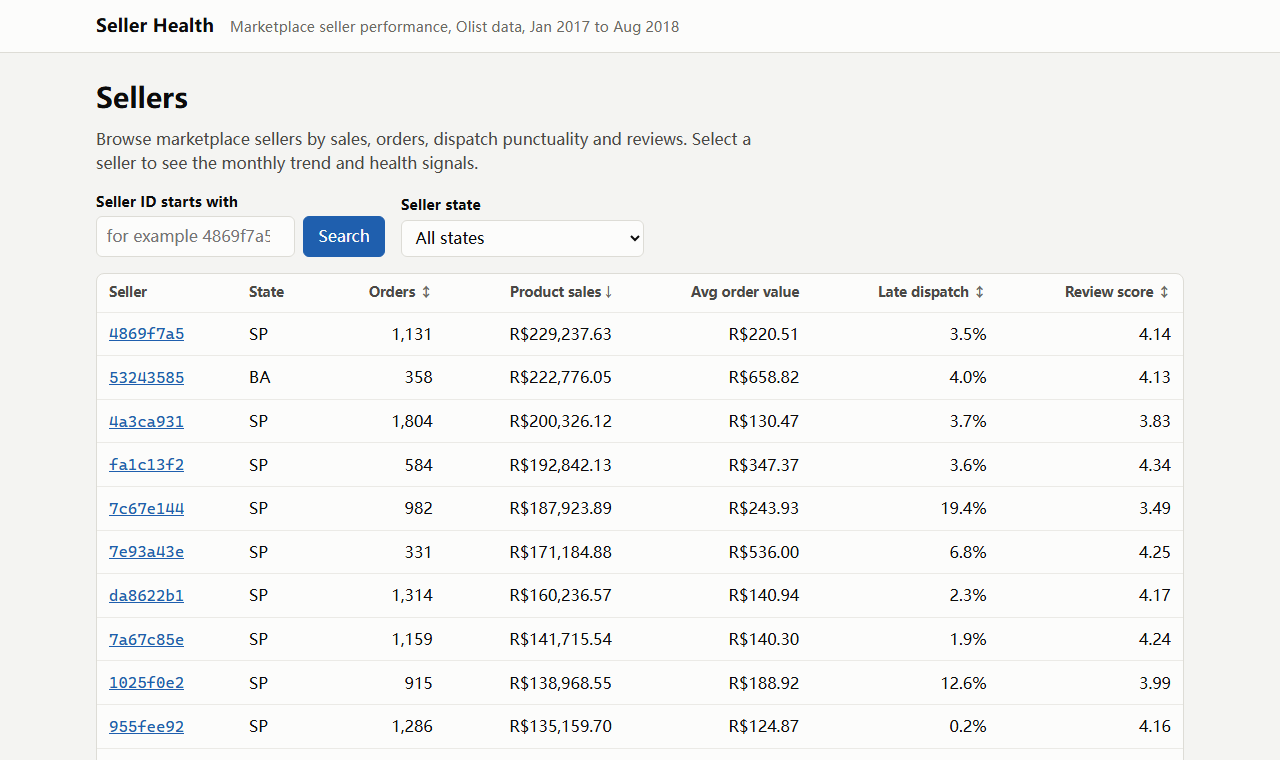 Seller Health Marketplace seller performance, Olist data, Jan 2017 to Aug 2018
Sellers
Browse marketplace sellers by sales, orders, dispatch punctuality and reviews. Select a
seller to see the monthly trend and health signals.
Seller ID starts with Seller state
for example 4869f7a5 Search All states
Seller State Orders ↕ Product sales ↓ Avg order value Late dispatch ↕ Review score ↕
4869f7a5 SP 1,131 R$229,237.63 R$220.51 3.5% 4.14
53243585 BA 358 R$222,776.05 R$658.82 4.0% 4.13
4a3ca931 SP 1,804 R$200,326.12 R$130.47 3.7% 3.83
fa1c13f2 SP 584 R$192,842.13 R$347.37 3.6% 4.34
7c67e144 SP 982 R$187,923.89 R$243.93 19.4% 3.49
7e93a43e SP 331 R$171,184.88 R$536.00 6.8% 4.25
da8622b1 SP 1,314 R$160,236.57 R$140.94 2.3% 4.17
7a67c85e SP 1,159 R$141,715.54 R$140.30 1.9% 4.24
1025f0e2 SP 915 R$138,968.55 R$188.92 12.6% 3.99
955fee92 SP 1,286 R$135,159.70 R$124.87 0.2% 4.16